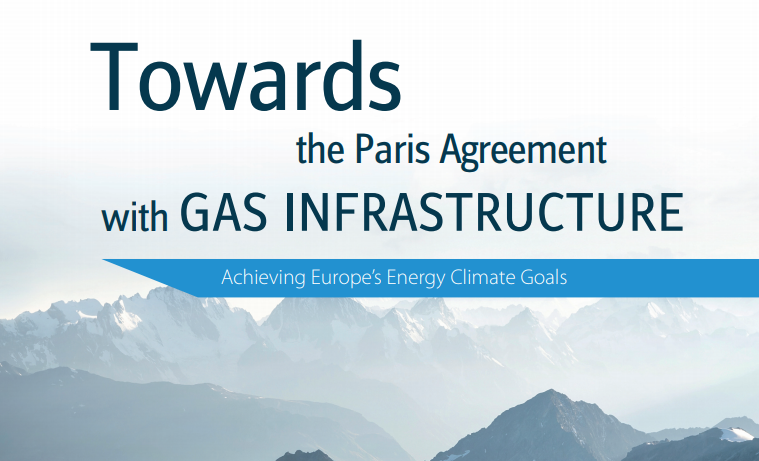 Towards
the Paris Agreement
with GAS INFRASTRUCTURE
Achieving Europe's Energy Climate Goals